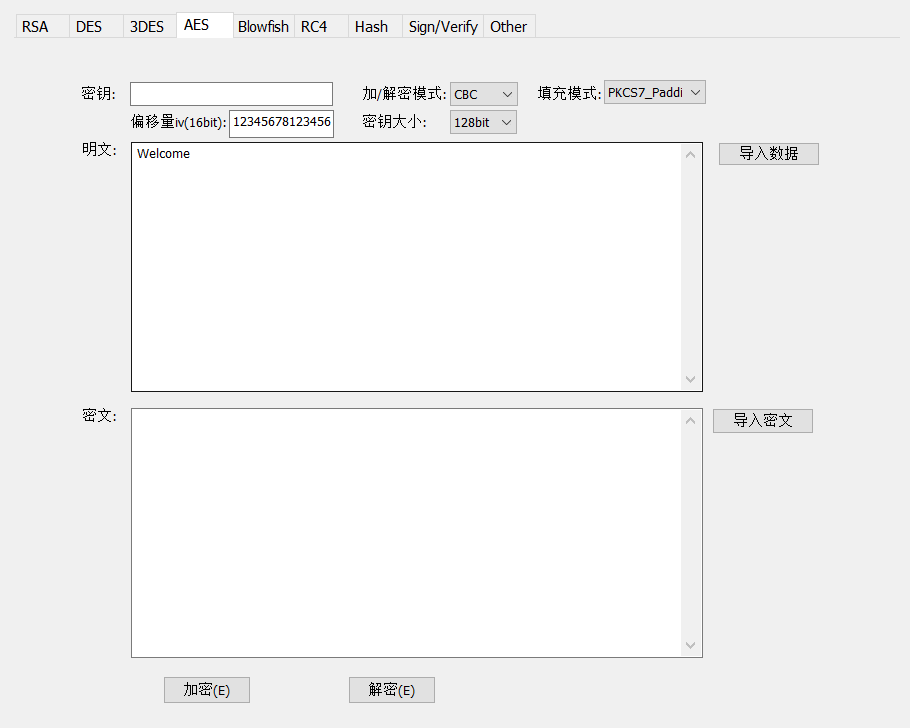 RSA DES 3DES AES Blowfish RC4 Hash Sign/Verify Other
密钥: 加/解密模式: CBC 填充模式: PKCS7_Paddi
偏移量iv(16bit): 12345678123456 密钥大小: 128bit
明文: Welcome 导入数据
密文: 导入密文
加密(E) 解密(E)